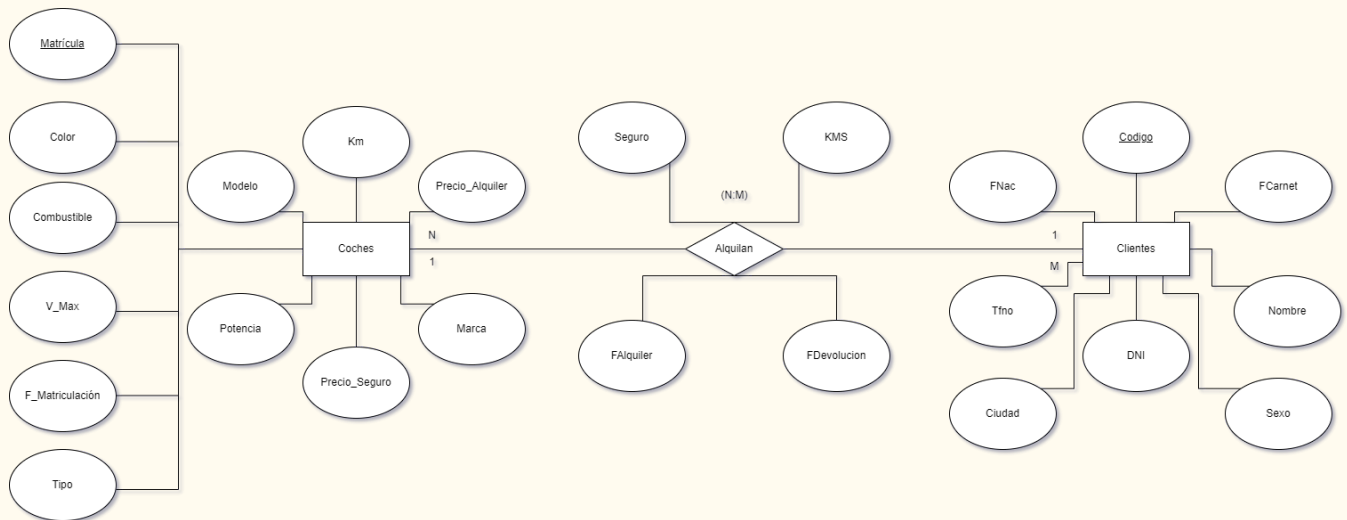 Matrícula
Color
Combustible
V_Max
F_Matriculación
Tipo
Km
Modelo
Precio_Alquiler
Coches
Potencia
Marca
Precio_Seguro
N
1
Seguro
KMS
(N:M)
Alquilan
FAlquiler
FDevolucion
1
M
Codigo
FNac
FCarnet
Clientes
Tfno
Nombre
DNI
Ciudad
Sexo